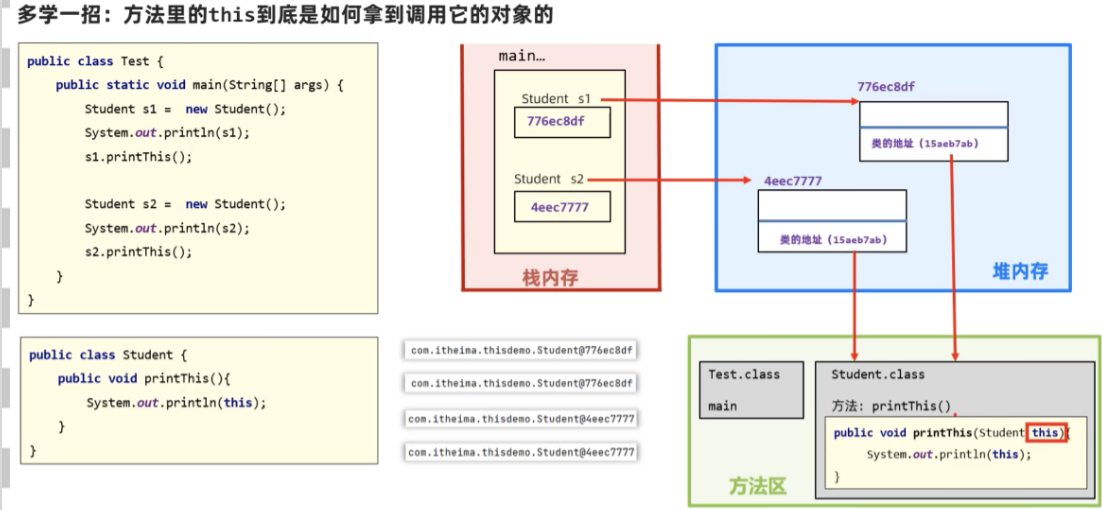 多学一招：方法里的this到底是如何拿到调用它的对象的
public class Test {
public static void main(String[] args) {
Student s1 = new Student();
System.out.println(s1);
s1.printThis();
Student s2 = new Student();
System.out.println(s2);
s2.printThis();
}
}
public class Student {
public void printThis(){
System.out.println(this);
}
}
com.itheima.thisdemo.Student@776ec8df
com.itheima.thisdemo.Student@776ec8df
com.itheima.thisdemo.Student@4eec7777
com.itheima.thisdemo.Student@4eec7777
main…
Student s1
776ec8df
Student s2
4eec7777
栈内存
776ec8df
类的地址（15aeb7ab）
4eec7777
类的地址（15aeb7ab）
堆内存
Test.class
main
Student.class
方法：printThis()
public void printThis(Student this){
System.out.println(this);
}
方法区